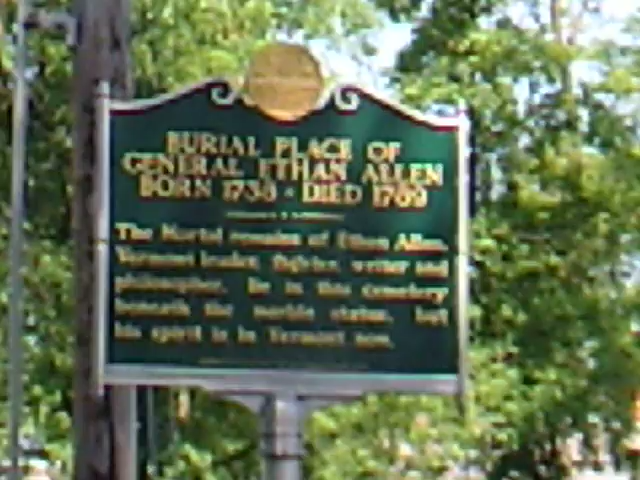 BURIAL PLACE OF
GENERAL ETHAN ALLEN
BORN 1738 • DIED 1789
The Mortal remains of Ethan Allen,
Vermont leader, fighter, writer and
philosopher, lie in this cemetery
beneath the marble statue, but
his spirit is in Vermont now.